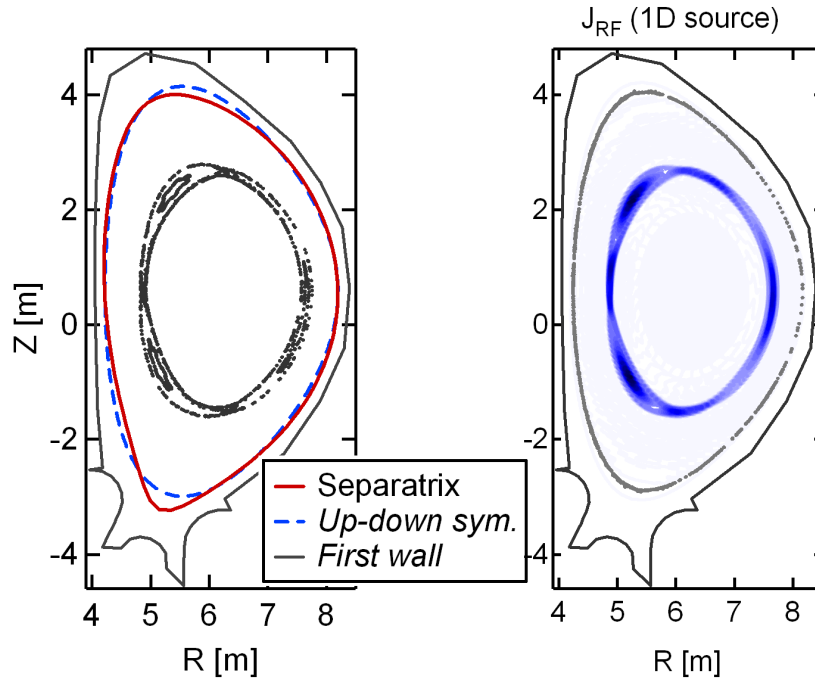 J_RF (1D source)
4
2
0
-2
-4
Z [m]
4 5 6 7 8
R [m]
Separatrix
Up-down sym.
First wall
4
2
0
-2
-4
4 5 6 7 8
R [m]